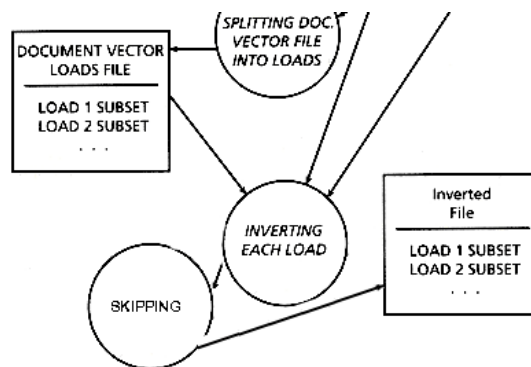 SPLITTING DOC.
VECTOR FILE
INTO LOADS
DOCUMENT VECTOR
LOADS FILE
LOAD 1 SUBSET
LOAD 2 SUBSET
. . .
INVERTING
EACH LOAD
Inverted
File
LOAD 1 SUBSET
LOAD 2 SUBSET
. . .
SKIPPING